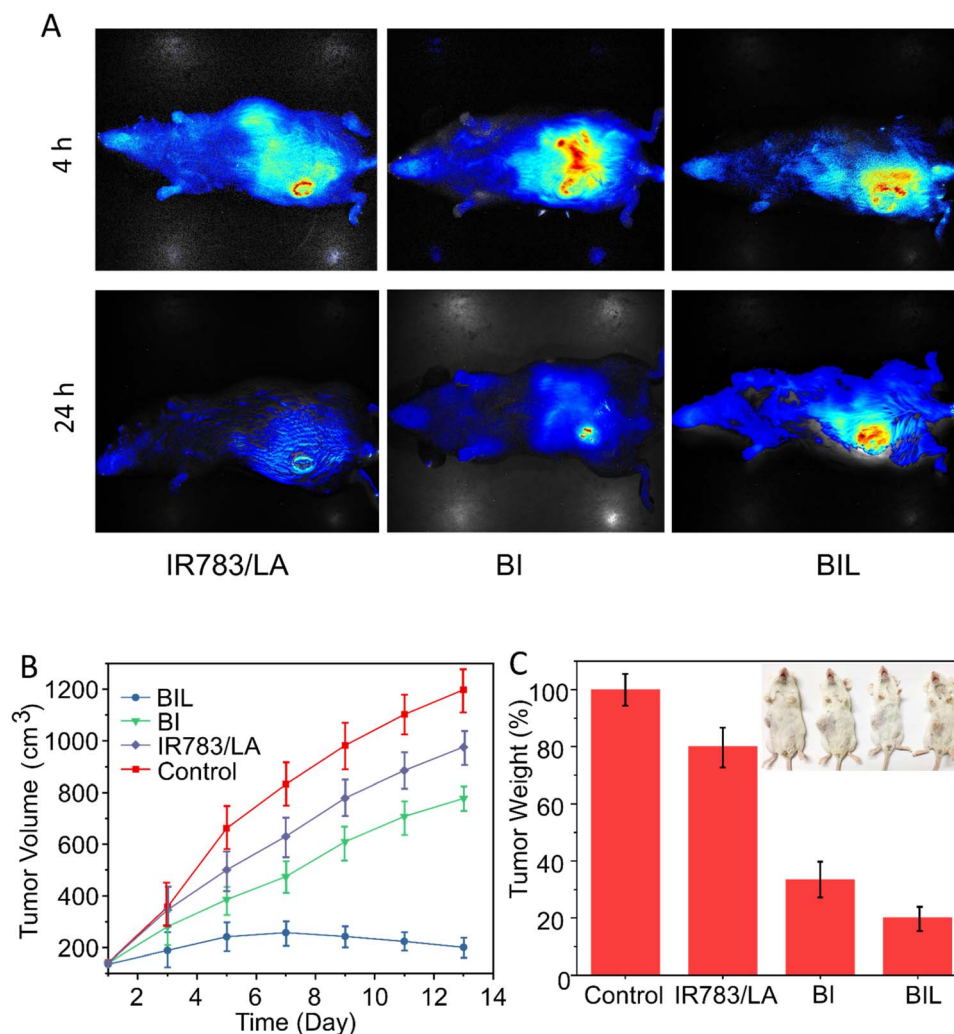 A
4 h
24 h
IR783/LA
BI
BIL
B
Tumor Volume (cm³)
1200
1000
800
600
400
200
BIL
BI
IR783/LA
Control
2
4
6
8
10
12
14
Time (Day)
C
Tumor Weight (%)
100
80
60
40
20
0
Control
IR783/LA
BI
BIL